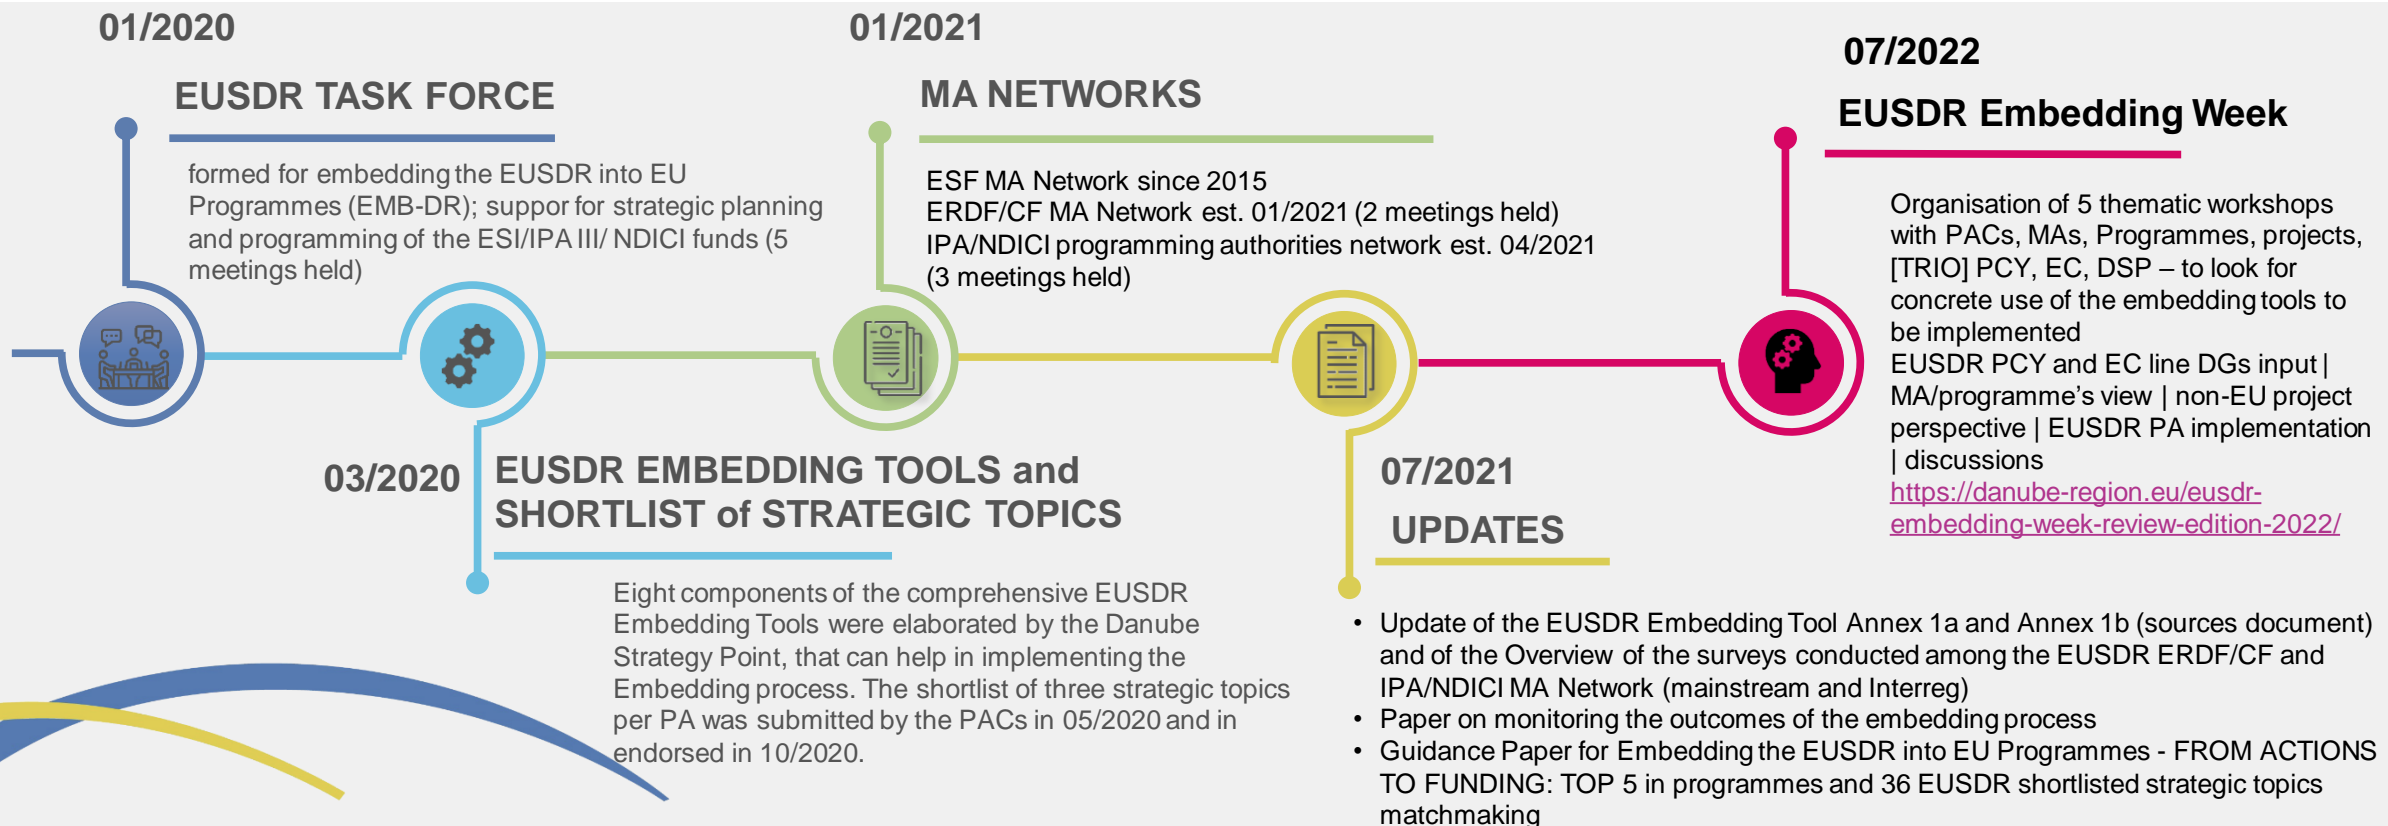 01/2020
EUSDR TASK FORCE
formed for embedding the EUSDR into EU
Programmes (EMB-DR); suppor for strategic planning
and programming of the ESI/IPA III/ NDICI funds (5
meetings held)
03/2020
EUSDR EMBEDDING TOOLS and
SHORTLIST of STRATEGIC TOPICS
Eight components of the comprehensive EUSDR
Embedding Tools were elaborated by the Danube
Strategy Point, that can help in implementing the
Embedding process. The shortlist of three strategic topics
per PA was submitted by the PACs in 05/2020 and in
endorsed in 10/2020.
01/2021
MA NETWORKS
ESF MA Network since 2015
ERDF/CF MA Network est. 01/2021 (2 meetings held)
IPA/NDICI programming authorities network est. 04/2021
(3 meetings held)
07/2021
UPDATES
• Update of the EUSDR Embedding Tool Annex 1a and Annex 1b (sources document)
and of the Overview of the surveys conducted among the EUSDR ERDF/CF and
IPA/NDICI MA Network (mainstream and Interreg)
• Paper on monitoring the outcomes of the embedding process
• Guidance Paper for Embedding the EUSDR into EU Programmes - FROM ACTIONS
TO FUNDING: TOP 5 in programmes and 36 EUSDR shortlisted strategic topics
matchmaking
07/2022
EUSDR Embedding Week
Organisation of 5 thematic workshops
with PACs, MAs, Programmes, projects,
[TRIO] PCY, EC, DSP – to look for
concrete use of the embedding tools to
be implemented
EUSDR PCY and EC line DGs input |
MA/programme’s view | non-EU project
perspective | EUSDR PA implementation
| discussions
https://danube-region.eu/eusdr-
embedding-week-review-edition-2022/